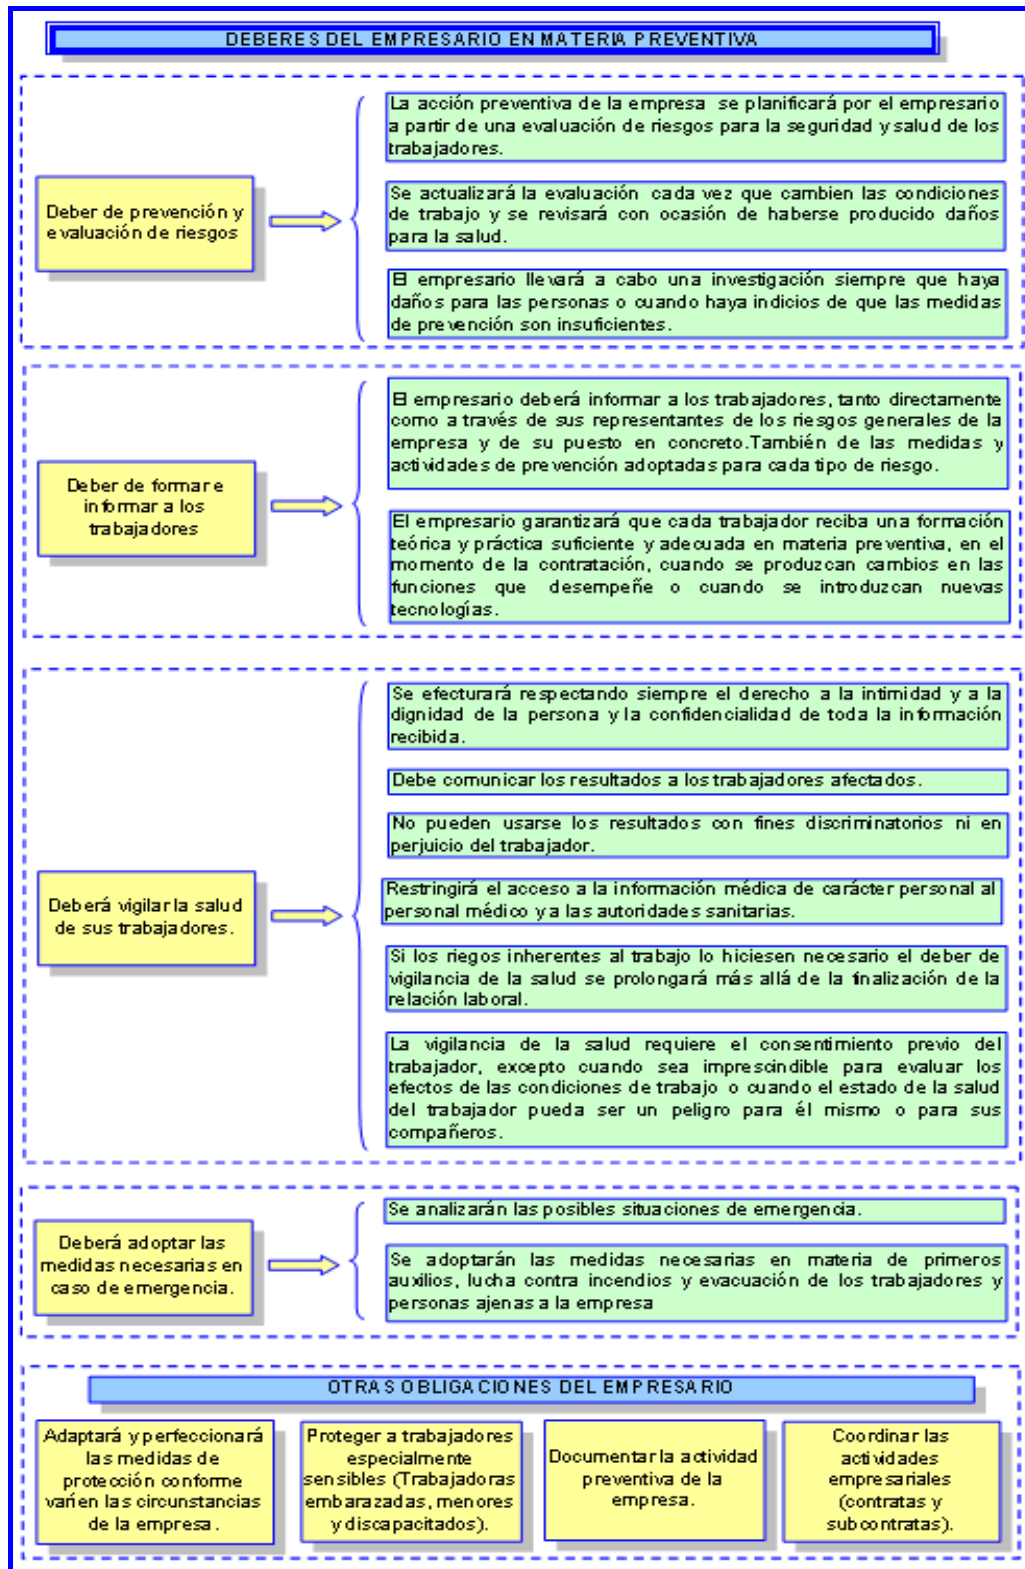 DEBERES DEL EMPRESARIO EN MATERIA PREVENTIVA
Deber de prevención y
evaluación de riesgos
La acción preventiva de la empresa se planificará por el empresario
a partir de una evaluación de riesgos para la seguridad y salud de los
trabajadores.
Se actualizará la evaluación cada vez que cambien las condiciones
de trabajo y se revisará con ocasión de haberse producido daños
para la salud.
El empresario llevará a cabo una investigación siempre que haya
daños para las personas o cuando haya indicios de que las medidas
de prevención son insuficientes.
Deber de formar e
informar a los
trabajadores
El empresario deberá informar a los trabajadores, tanto directamente
como a través de sus representantes de los riesgos generales de la
empresa y de su puesto en concreto.También de las medidas y
actividades de prevención adoptadas para cada tipo de riesgo.
El empresario garantizará que cada trabajador reciba una formación
teórica y práctica suficiente y adecuada en materia preventiva, en el
momento de la contratación, cuando se produzcan cambios en las
funciones que desempeñe o cuando se introduzcan nuevas
tecnologías.
Deberá vigilar la salud
de sus trabajadores.
Se efecturará respectando siempre el derecho a la intimidad y a la
dignidad de la persona y la confidencialidad de toda la información
recibida.
Debe comunicar los resultados a los trabajadores afectados.
No pueden usarse los resultados con fines discriminatorios ni en
perjuicio del trabajador.
Restringirá el acceso a la información médica de carácter personal al
personal médico y a las autoridades sanitarias.
Si los riegos inherentes al trabajo lo hiciesen necesario el deber de
vigilancia de la salud se prolongará más allá de la finalización de la
relación laboral.
La vigilancia de la salud requiere el consentimiento previo del
trabajador, excepto cuando sea imprescindible para evaluar los
efectos de las condiciones de trabajo o cuando el estado de la salud
del trabajador pueda ser un peligro para él mismo o para sus
compañeros.
Deberá adoptar las
medidas necesarias en
caso de emergencia.
Se analizarán las posibles situaciones de emergencia.
Se adoptarán las medidas necesarias en materia de primeros
auxilios, lucha contra incendios y evacuación de los trabajadores y
personas ajenas a la empresa
OTRAS OBLIGACIONES DEL EMPRESARIO
Adaptará y perfeccionará
las medidas de
protección conforme
varíen las circunstancias
de la empresa.
Proteger a trabajadores
especialmente
sensibles (Trabajadoras
embarazadas, menores
y discapacitados).
Documentar la actividad
preventiva de la
empresa.
Coordinar las
actividades
empresariales
(contratas y
subcontratas).